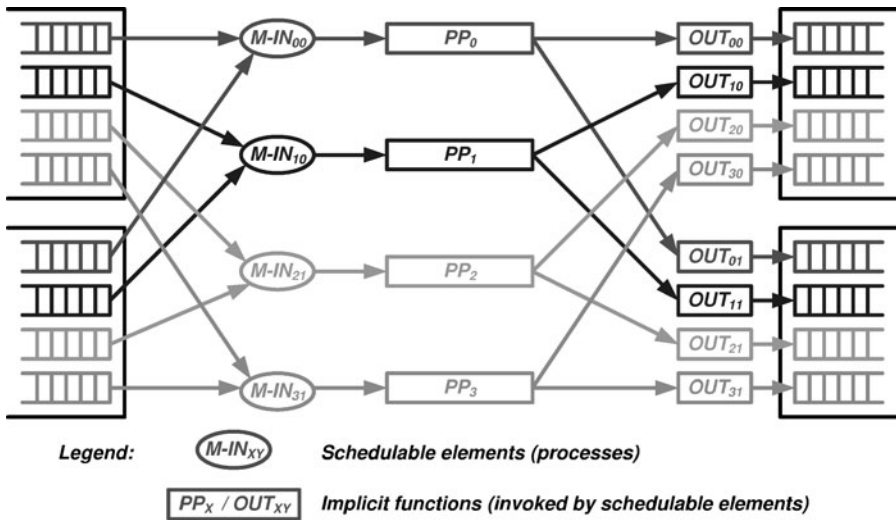 M-IN00 PP0 OUT00
OUT10
M-IN10 PP1 OUT20
OUT30
M-IN21 PP2 OUT01
OUT11
OUT21
M-IN31 PP3 OUT31
Legend: M-INXY Schedulable elements (processes)
PPX / OUTXY Implicit functions (invoked by schedulable elements)